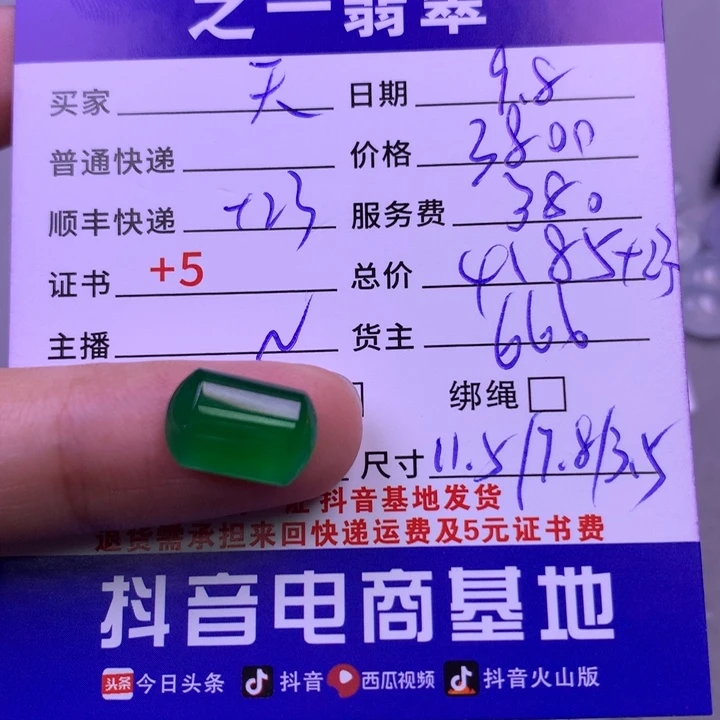 之一翡翠
买家 天 日期 9.8
普通快递 价格 3800
顺丰快递 +23 服务费 380
证书 +5 总价 4185+23
主播 N 货主 666
绑绳
尺寸 11.5/7.8/3.5
证 抖音基地发货
退货需承担来回快递运费及5元证书费
抖音电商基地
头条 今日头条 抖音 西瓜视频 抖音火山版